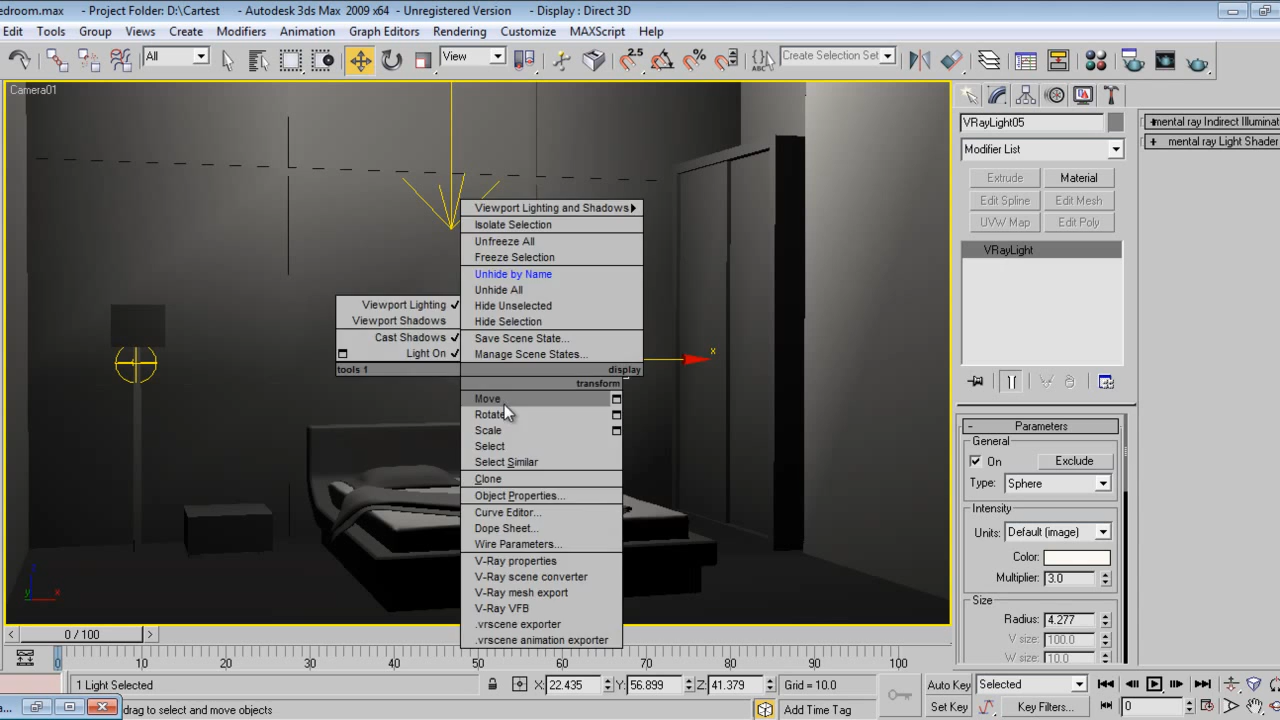 edroom.max - Project Folder: D:\Cartest - Autodesk 3ds Max 2009 x64 - Unregistered Version - Display : Direct 3D
Edit Tools Group Views Create Modifiers Animation Graph Editors Rendering Customize MAXScript Help
All View 2.5 Create Selection Set
Camera01
VRayLight05
Modifier List
Extrude Material
Edit Spline Edit Mesh
UVW Map Edit Poly
VRayLight
+ mental ray Indirect Illuminat
+ mental ray Light Shader
Viewport Lighting and Shadows
Isolate Selection
Unfreeze All
Freeze Selection
Unhide by Name
Unhide All
Hide Unselected
Hide Selection
Save Scene State...
Manage Scene States...
display
Viewport Lighting
Viewport Shadows
Cast Shadows
Light On
tools 1
transform
Move
Rotate
Scale
Select
Select Similar
Clone
Object Properties...
Curve Editor...
Dope Sheet...
Wire Parameters...
V-Ray properties
V-Ray scene converter
V-Ray mesh export
V-Ray VFB
.vrscene exporter
.vrscene animation exporter
x
z
y x
- Parameters
General
On Exclude
Type: Sphere
Intensity
Units: Default (image)
Color:
Multiplier: 3.0
Size
Radius: 4.277
V size: 100.0
W size: 10.0
< 0 / 100 >
0 10 20 30 40 50 60 70 80 90 100
1 Light Selected X: 22.435 Y: 56.899 Z: 41.379 Grid = 10.0 Auto Key Selected
a... drag to select and move objects Add Time Tag Set Key Key Filters... 0